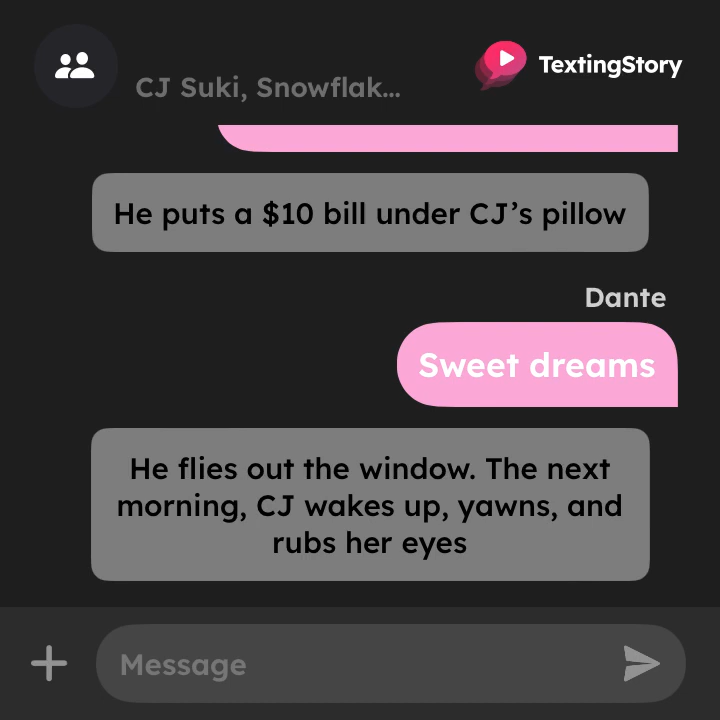 CJ Suki, Snowflak...
TextingStory
He puts a $10 bill under CJ’s pillow
Dante
Sweet dreams
He flies out the window. The next
morning, CJ wakes up, yawns, and
rubs her eyes
Message